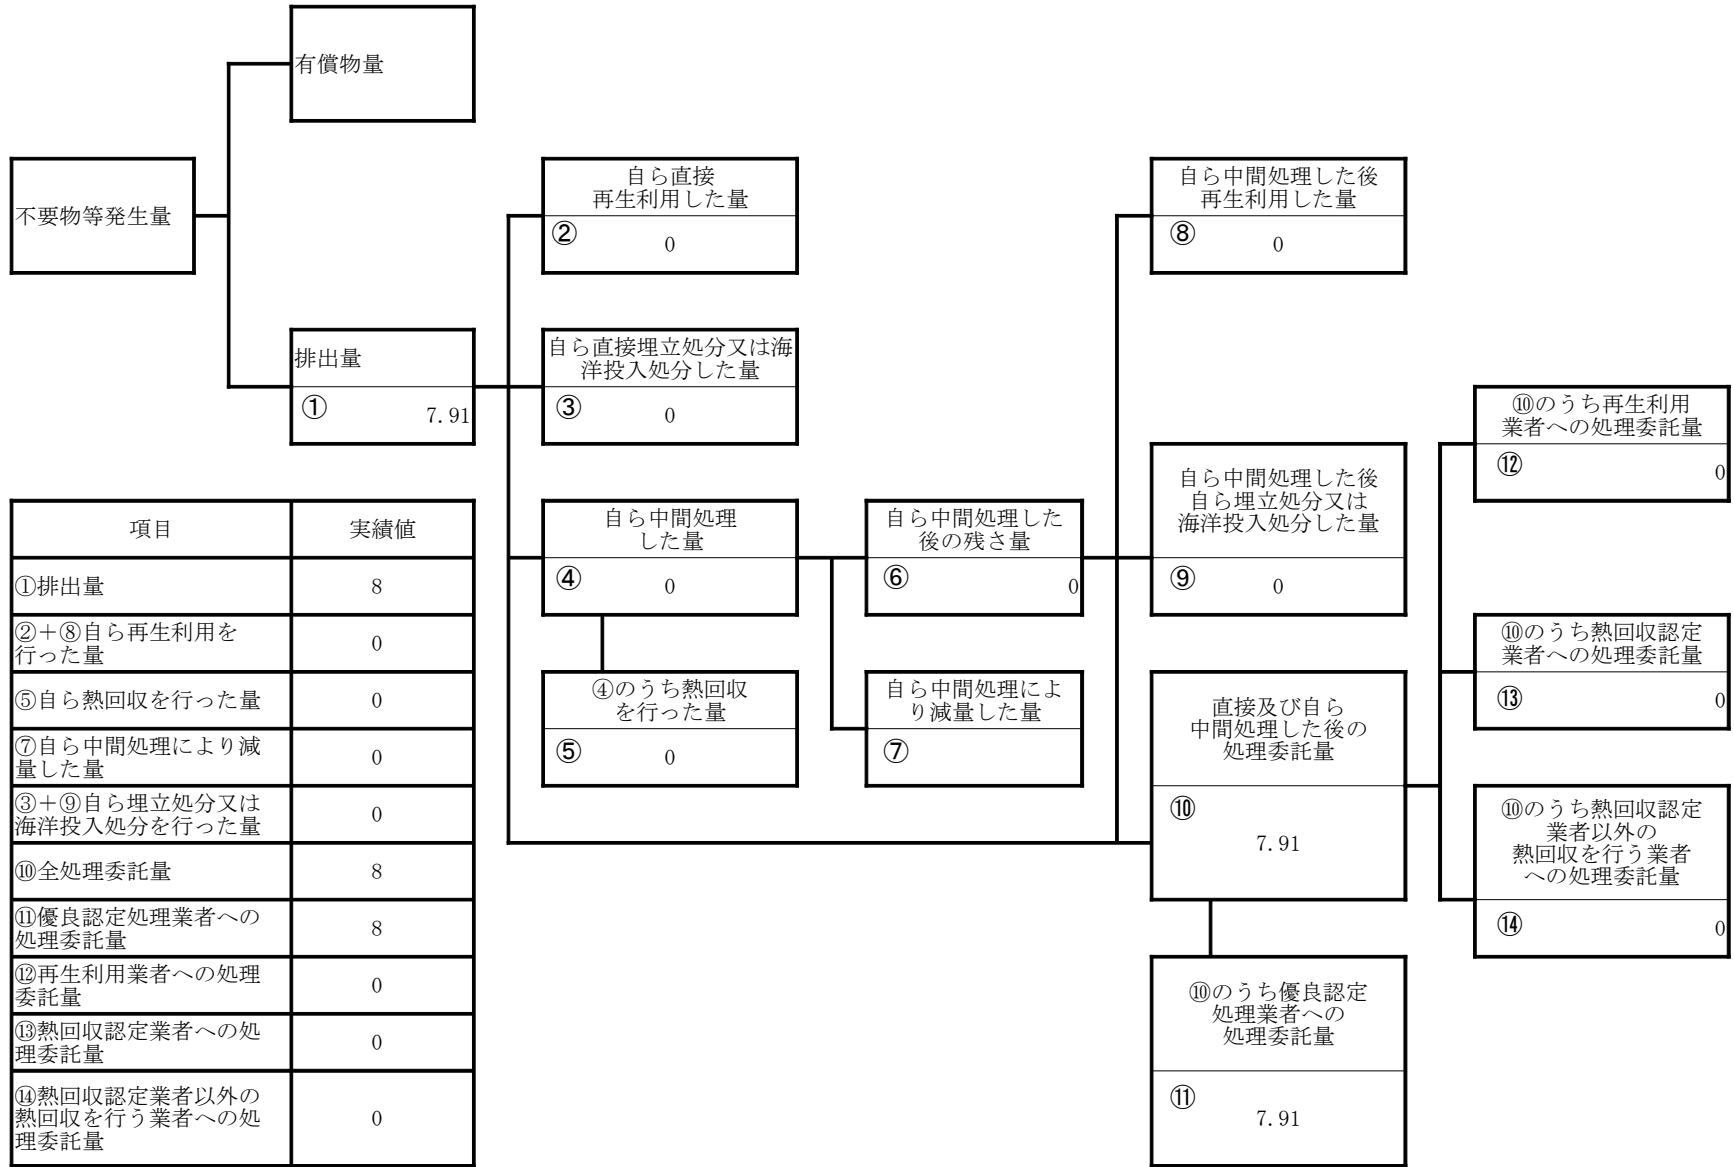 有償物量
不要物等発生量
自ら直接
再生利用した量
②
0
自ら中間処理した後
再生利用した量
⑧
0
排出量
①
7.91
自ら直接埋立処分又は海
洋投入処分した量
③
0
⑩のうち再生利用
業者への処理委託量
⑫
0
自ら中間処理
した量
④
0
自ら中間処理した
後の残さ量
⑥
0
自ら中間処理した後
自ら埋立処分又は
海洋投入処分した量
⑨
0
⑩のうち熱回収認定
業者への処理委託量
⑬
0
④のうち熱回収
を行った量
⑤
0
自ら中間処理によ
り減量した量
⑦
直接及び自ら
中間処理した後の
処理委託量
⑩
7.91
⑩のうち熱回収認定
業者以外の
熱回収を行う業者
への処理委託量
⑭
0
⑩のうち優良認定
処理業者への
処理委託量
⑪
7.91
項目
実績値
①排出量
8
②＋⑧自ら再生利用を
行った量
0
⑤自ら熱回収を行った量
0
⑦自ら中間処理により減
量した量
0
③＋⑨自ら埋立処分又は
海洋投入処分を行った量
0
⑩全処理委託量
8
⑪優良認定処理業者への
処理委託量
8
⑫再生利用業者への処理
委託量
0
⑬熱回収認定業者への処
理委託量
0
⑭熱回収認定業者以外の
熱回収を行う業者への処
理委託量
0